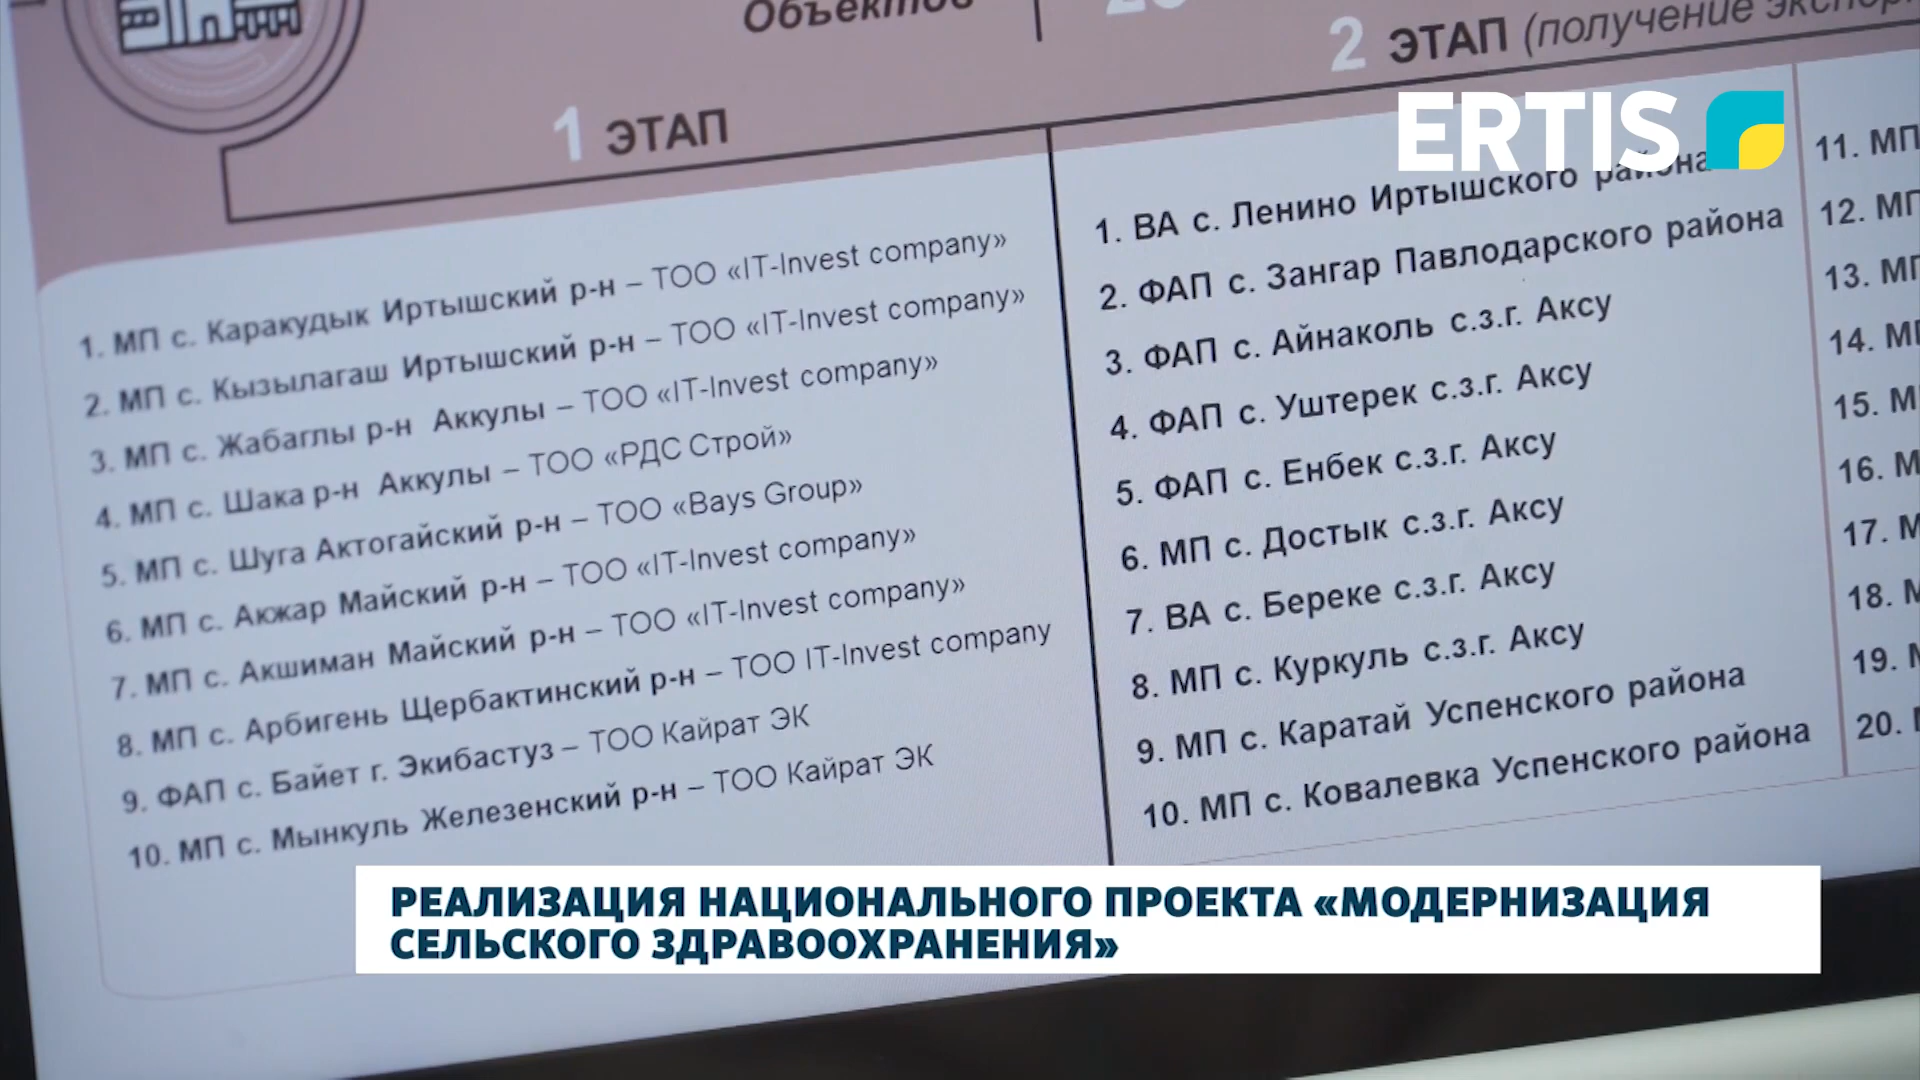 Объектов
1 ЭТАП
1. МП с. Каракудык Иртышский р-н – ТОО «IT-Invest company»
2. МП с. Кызылагаш Иртышский р-н – ТОО «IT-Invest company»
3. МП с. Жабаглы р-н Аккулы – ТОО «IT-Invest company»
4. МП с. Шака р-н Аккулы – ТОО «РДС Строй»
5. МП с. Шуга Актогайский р-н – ТОО «Bays Group»
6. МП с. Акжар Майский р-н – ТОО «IT-Invest company»
7. МП с. Акшиман Майский р-н – ТОО «IT-Invest company»
8. МП с. Арбигень Щербактинский р-н – ТОО IT-Invest company
9. ФАП с. Байет г. Экибастуз – ТОО Кайрат ЭК
10. МП с. Мынкуль Железенский р-н – ТОО Кайрат ЭК
2 ЭТАП (получение
ERTIS
1. ВА с. Ленино Иртышского района
2. ФАП с. Зангар Павлодарского района
3. ФАП с. Айнаколь с.з.г. Аксу
4. ФАП с. Уштерек с.з.г. Аксу
5. ФАП с. Енбек с.з.г. Аксу
6. МП с. Достык с.з.г. Аксу
7. ВА с. Береке с.з.г. Аксу
8. МП с. Куркуль с.з.г. Аксу
9. МП с. Каратай Успенского района
10. МП с. Ковалевка Успенского района
11. МП
12. МП
13. МП
14.
15.
16.
17.
18.
19.
20.
РЕАЛИЗАЦИЯ НАЦИОНАЛЬНОГО ПРОЕКТА «МОДЕРНИЗАЦИЯ
СЕЛЬСКОГО ЗДРАВООХРАНЕНИЯ»